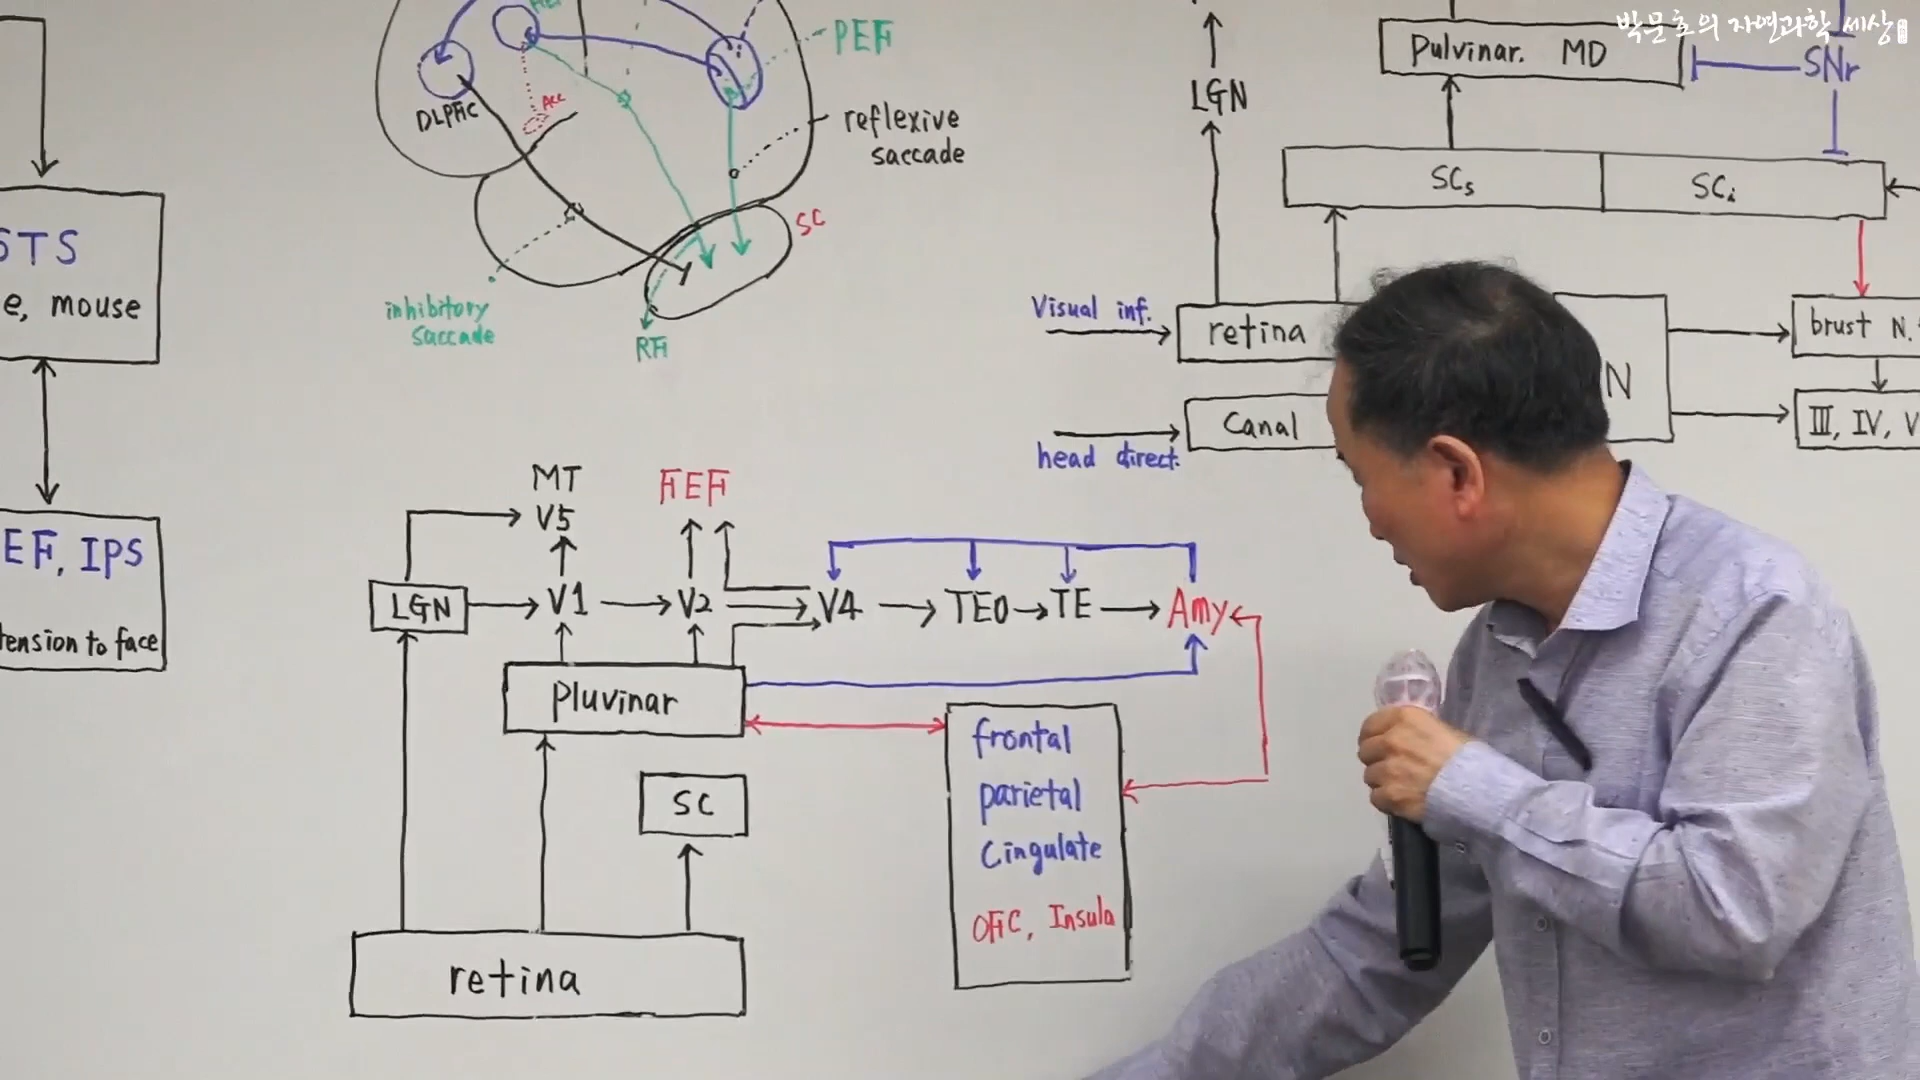 박문호의 자연과학 세상
PEF
DLPFC
Acc
reflexive
saccade
SC
inhibitory
saccade
RF
STS
e, mouse
EF, IPS
tension to face
LGN
Pulvinar. MD
SNr
SCs
SCi
Visual inf.
retina
N
brust N.
Canal
head direct.
III, IV, V
MT
V5
FEF
LGN
V1
V2
V4
TEO
TE
Amy
Pluvinar
SC
frontal
parietal
Cingulate
OFC, Insula
retina